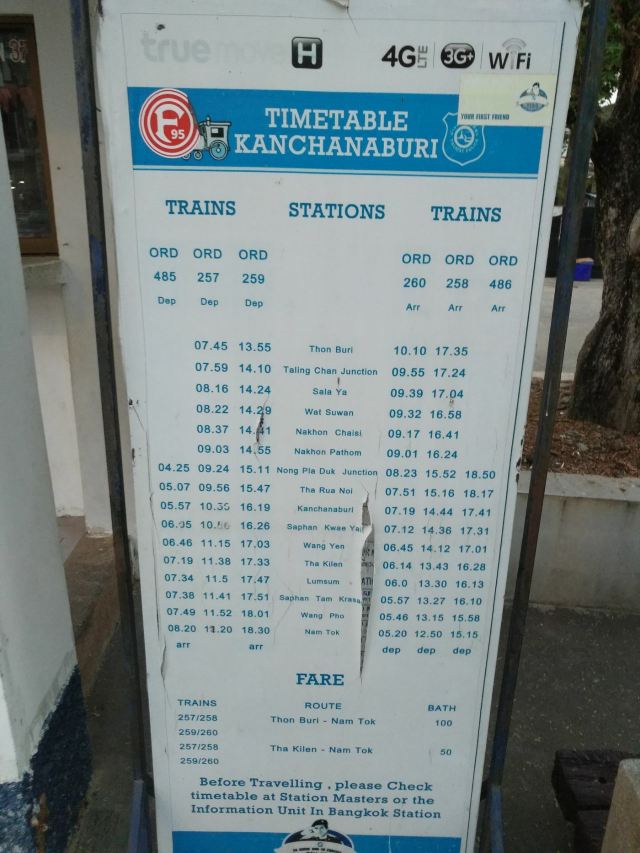 truemove H 4G LTE 3G+ WiFi
YOUR FIRST FRIEND
F 95
TIMETABLE
KANCHANABURI
TRAINS STATIONS TRAINS
ORD ORD ORD ORD ORD ORD
485 257 259 260 258 486
Dep Dep Dep Arr Arr Arr
07.45 13.55 Thon Buri 10.10 17.35
07.59 14.10 Taling Chan Junction 09.55 17.24
08.16 14.24 Sala Ya 09.39 17.04
08.22 14.29 Wat Suwan 09.32 16.58
08.37 14.41 Nakhon Chaisi 09.17 16.41
09.03 14.55 Nakhon Pathom 09.01 16.24
04.25 09.24 15.11 Nong Pla Duk Junction 08.23 15.52 18.50
05.07 09.56 15.47 Tha Rua Noi 07.51 15.16 18.17
05.57 16.19 Kanchanaburi 07.19 14.44 17.41
06.05 16.26 Saphan Kwae Yai 07.12 14.36 17.31
06.46 11.15 17.03 Wang Yen 06.45 14.12 17.01
07.19 11.38 17.33 Tha Kilen 06.14 13.43 16.28
07.34 11.5 17.47 Lumsum 06.0 13.30 16.13
07.38 11.41 17.51 Saphan Tam Krasa 05.57 13.27 16.10
07.49 11.52 18.01 Wang Pho 05.46 13.15 15.58
08.20 18.30 Nam Tok 05.20 12.50 15.15
arr arr dep dep dep
FARE
TRAINS ROUTE BATH
257/258 Thon Buri - Nam Tok 100
259/260
257/258 Tha Kilen - Nam Tok 50
259/260
Before Travelling , please Check
timetable at Station Masters or the
Information Unit In Bangkok Station